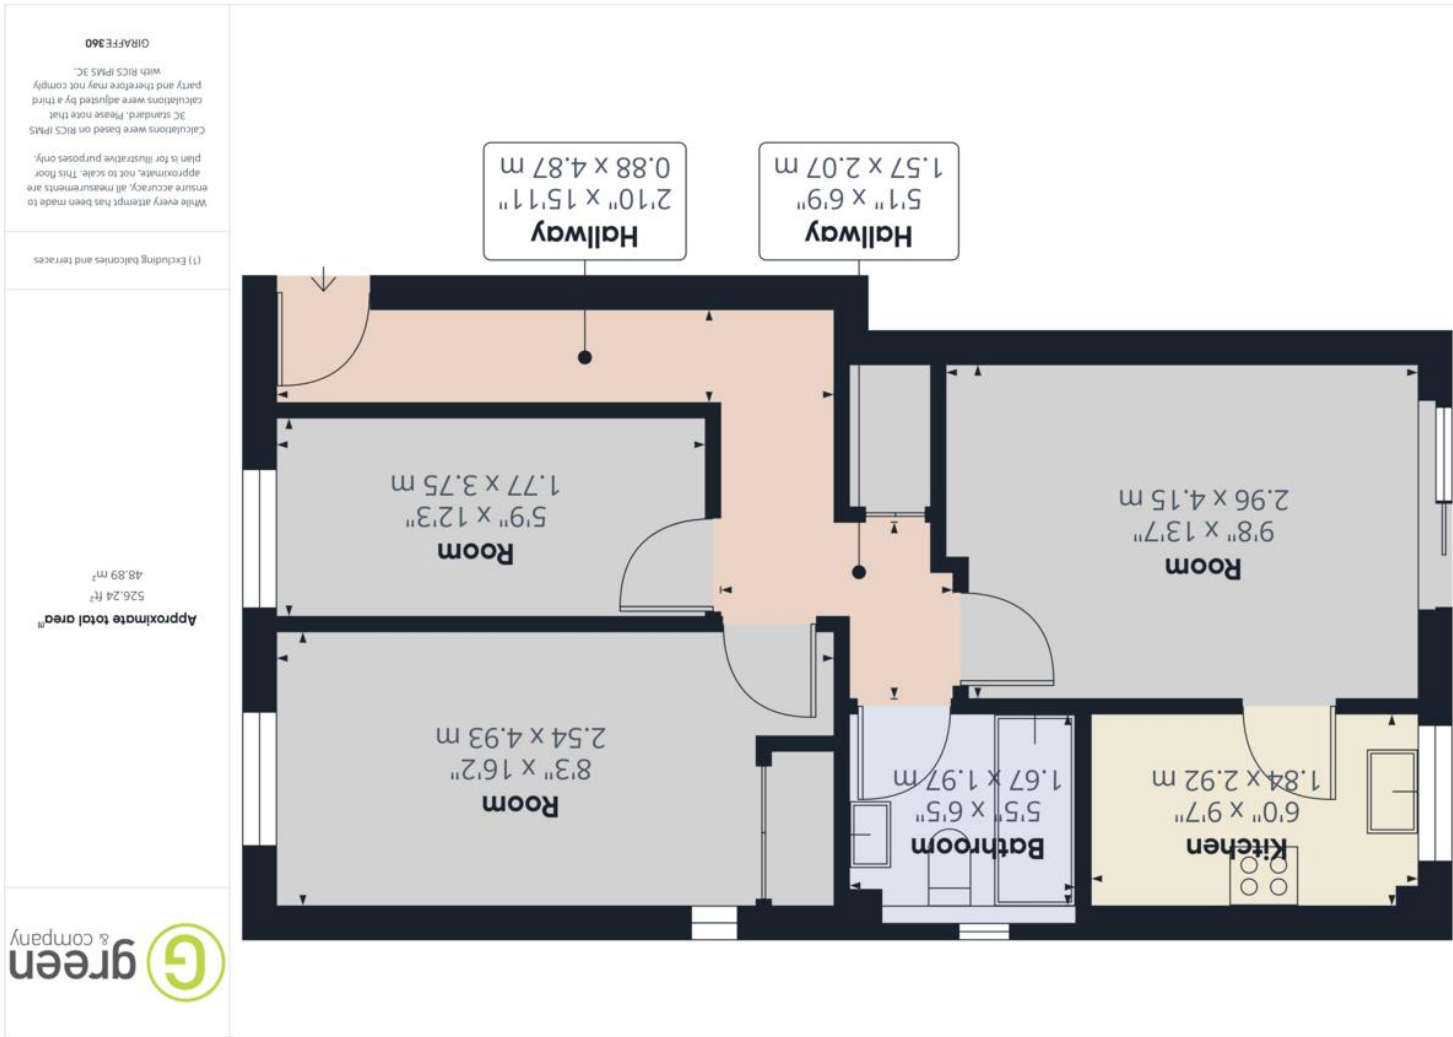 green
& company
Approximate total area(1)
526.24 ft²
48.89 m²
(1) Excluding balconies and terraces
While every attempt has been made to
ensure accuracy, all measurements are
approximate, not to scale. This floor
plan is for illustrative purposes only.
Calculations were based on RICS IPMS
3C standard. Please note that
calculations were adjusted by a third
party and therefore may not comply
with RICS IPMS 3C.
GIRAFFE360
Kitchen
6'0" x 9'7"
1.84 x 2.92 m
Bathroom
5'5" x 6'5"
1.67 x 1.97 m
Room
8'3" x 16'2"
2.54 x 4.93 m
Room
9'8" x 13'7"
2.96 x 4.15 m
Room
5'9" x 12'3"
1.77 x 3.75 m
Hallway
5'1" x 6'9"
1.57 x 2.07 m
Hallway
2'10" x 15'11"
0.88 x 4.87 m